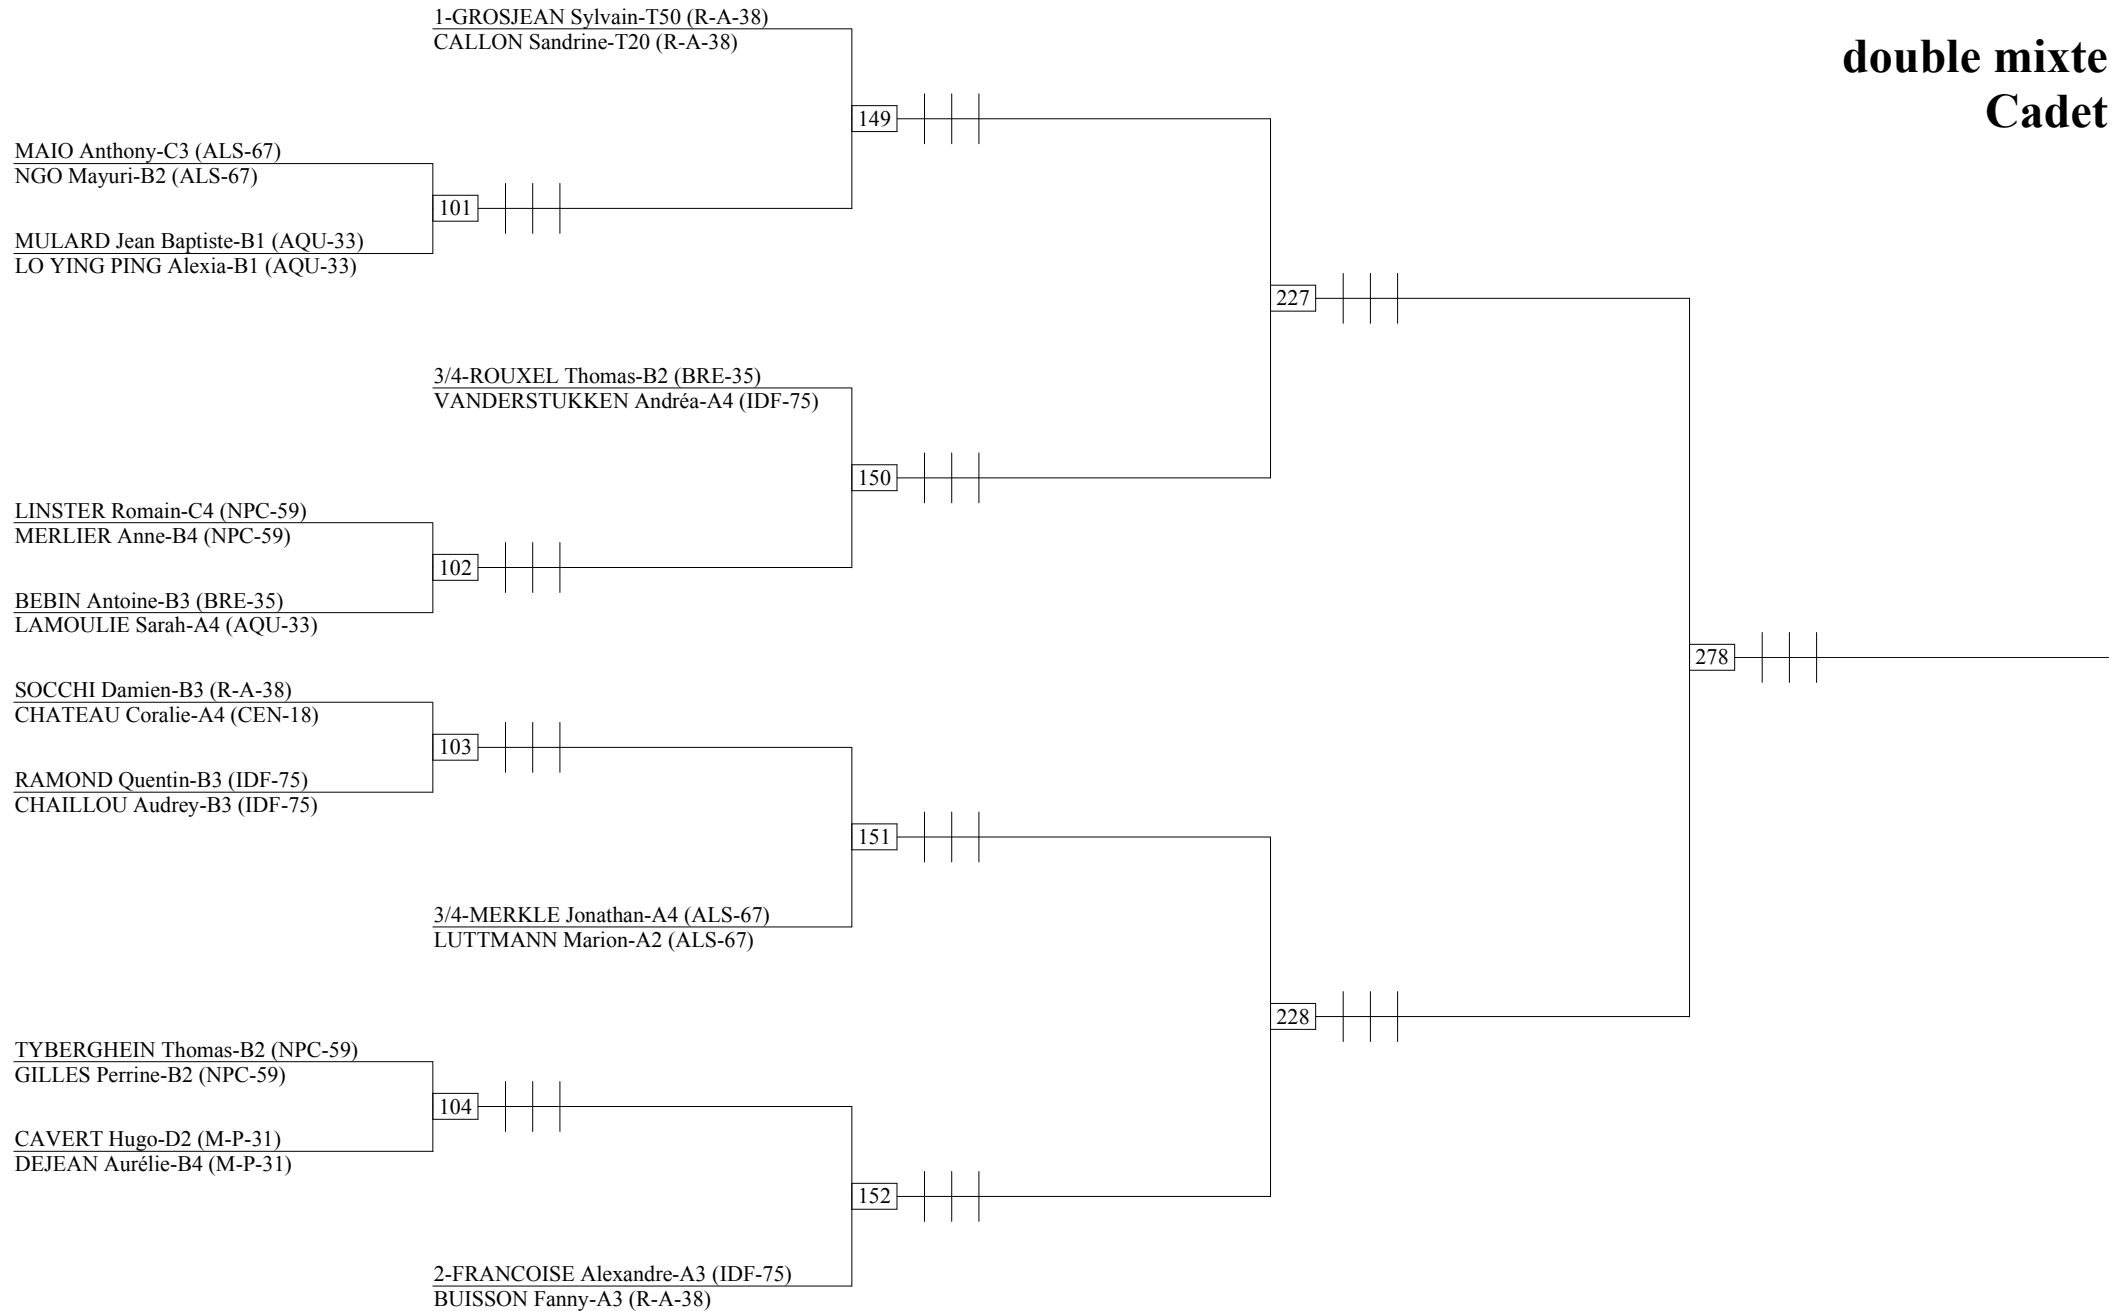 double mixte
Cadet
1-GROSJEAN Sylvain-T50 (R-A-38)
CALLON Sandrine-T20 (R-A-38)
149
MAIO Anthony-C3 (ALS-67)
NGO Mayuri-B2 (ALS-67)
101
MULARD Jean Baptiste-B1 (AQU-33)
LO YING PING Alexia-B1 (AQU-33)
227
3/4-ROUXEL Thomas-B2 (BRE-35)
VANDERSTUKKEN Andréa-A4 (IDF-75)
150
LINSTER Romain-C4 (NPC-59)
MERLIER Anne-B4 (NPC-59)
102
BEBIN Antoine-B3 (BRE-35)
LAMOULIE Sarah-A4 (AQU-33)
278
SOCCHI Damien-B3 (R-A-38)
CHATEAU Coralie-A4 (CEN-18)
103
RAMOND Quentin-B3 (IDF-75)
CHAILLOU Audrey-B3 (IDF-75)
151
3/4-MERKLE Jonathan-A4 (ALS-67)
LUTTMANN Marion-A2 (ALS-67)
228
TYBERGHEIN Thomas-B2 (NPC-59)
GILLES Perrine-B2 (NPC-59)
104
CAVERT Hugo-D2 (M-P-31)
DEJEAN Aurélie-B4 (M-P-31)
152
2-FRANCOISE Alexandre-A3 (IDF-75)
BUISSON Fanny-A3 (R-A-38)